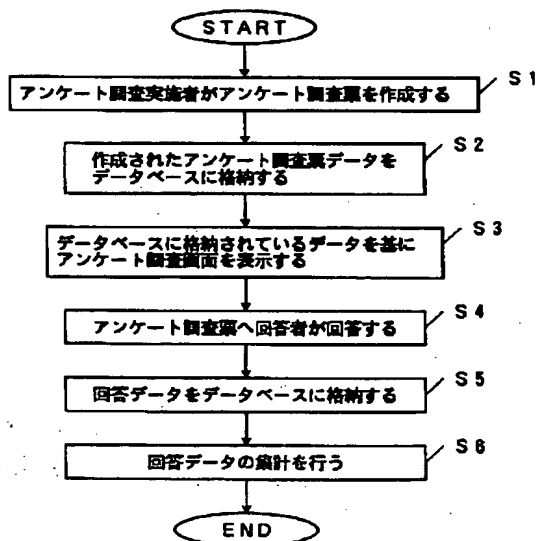 START
S1
アンケート調査実施者がアンケート調査票を作成する
S2
作成されたアンケート調査票データを
データベースに格納する
S3
データベースに格納されているデータを基に
アンケート調査画面を表示する
S4
アンケート調査票へ回答者が回答する
S5
回答データをデータベースに格納する
S6
回答データの集計を行う
END